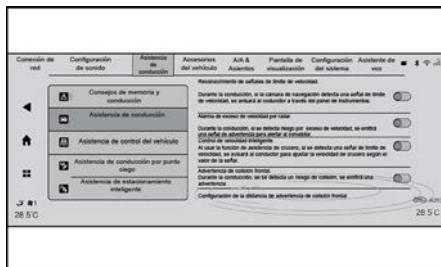 Conexión de red
Configuración de sonido
Asistencia de conducción
Accesorios del vehículo
A/A & Asientos
Pantalla de visualización
Configuración del sistema
Asistente de voz
Consejos de memoria y conducción
Asistencia de conducción
Asistencia de control del vehículo
Asistencia de conducción por punto ciego
Asistencia de estacionamiento inteligente
Reconocimiento de señales de límite de velocidad.
Durante la conducción, si la cámara de navegación detecta una señal de límite
de velocidad, se avisará al conductor a través del panel de instrumentos.
Alarma de exceso de velocidad por radar.
Durante la conducción, si se detecta riesgo por exceso de velocidad, se emitirá
una señal de advertencia para alertar al conductor.
Control de velocidad inteligente.
Al usar la función de asistencia de crucero, si se detecta una señal de límite de
velocidad, se avisará al conductor para ajustar la velocidad de crucero según el
valor de la señal.
Advertencia de colisión frontal.
Durante la conducción, si se detecta un riesgo de colisión, se emitirá una
advertencia
Configuración de la distancia de advertencia de colisión frontal.
28.5°C
28.5°C